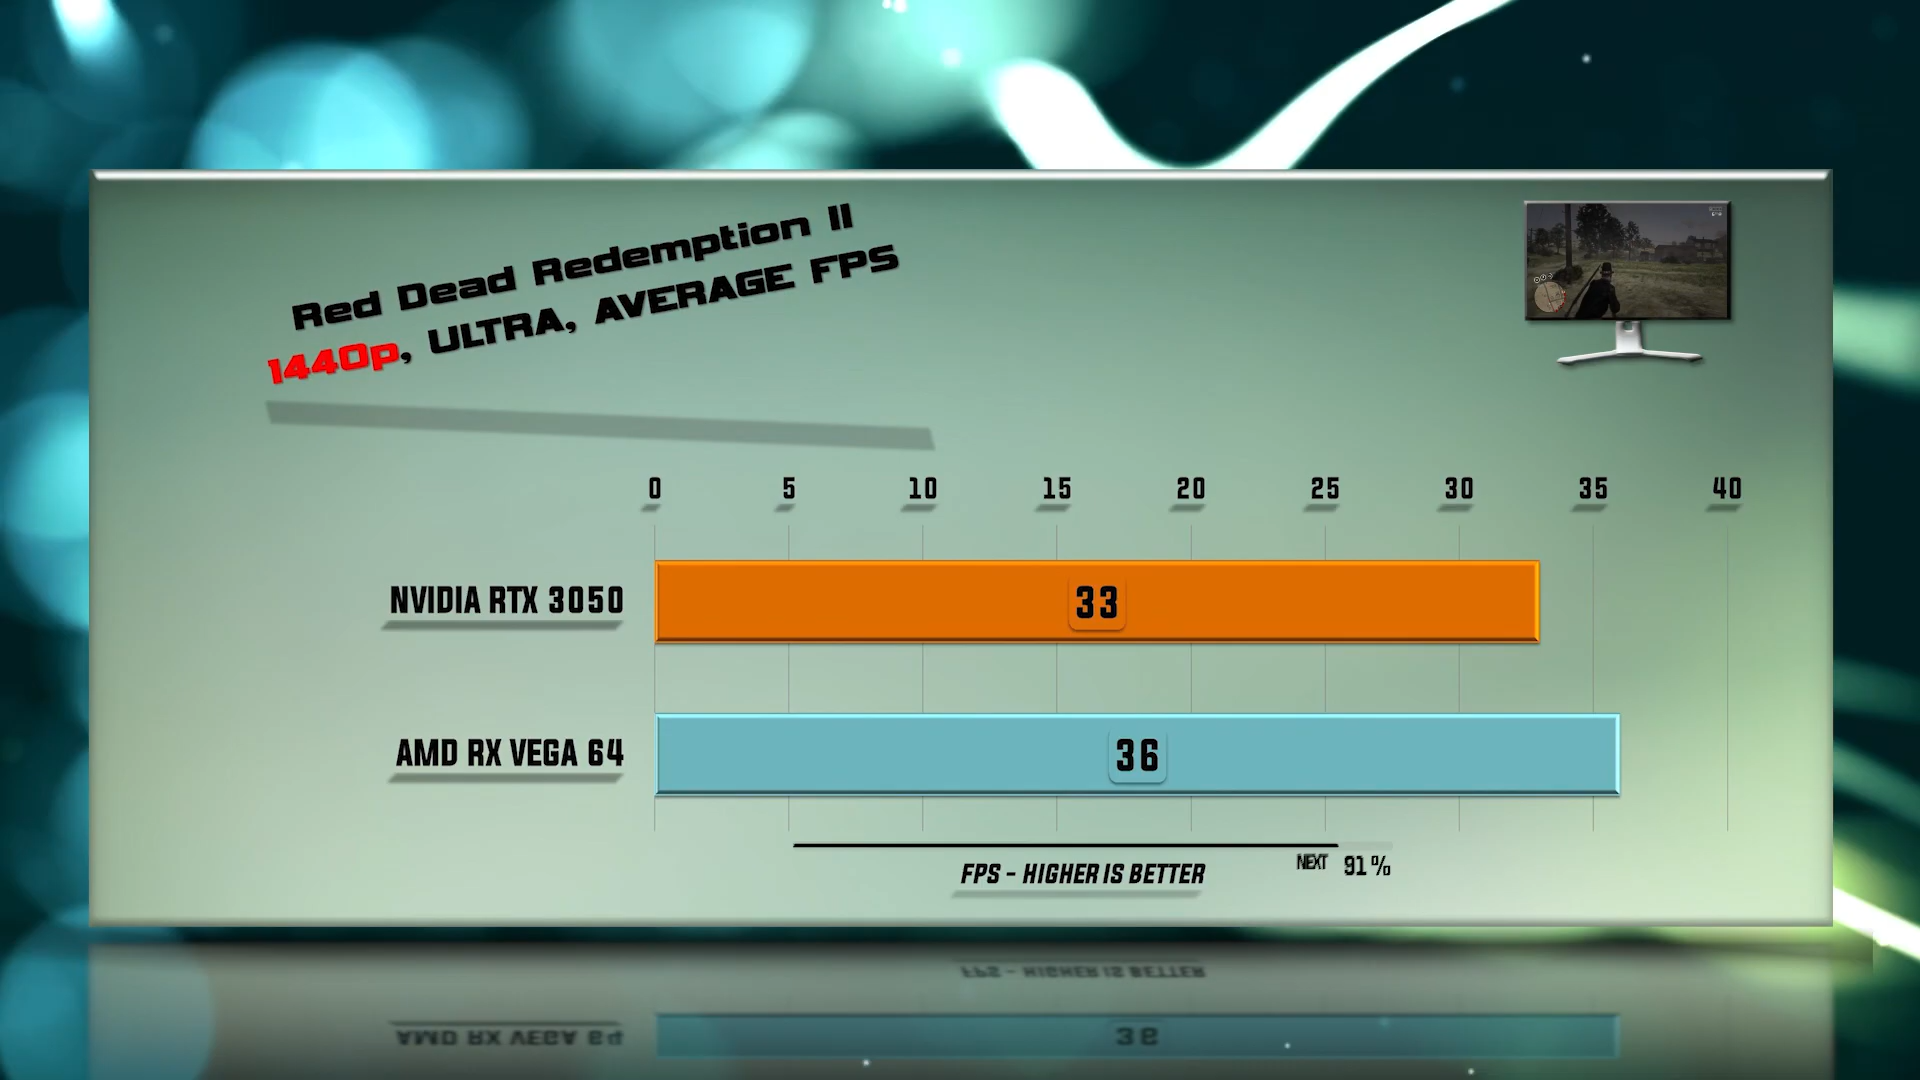 Red Dead Redemption II
1440p, ULTRA, AVERAGE FPS
0 5 10 15 20 25 30 35 40
NVIDIA RTX 3050 33
AMD RX VEGA 64 36
FPS - HIGHER IS BETTER
NEXT 91%